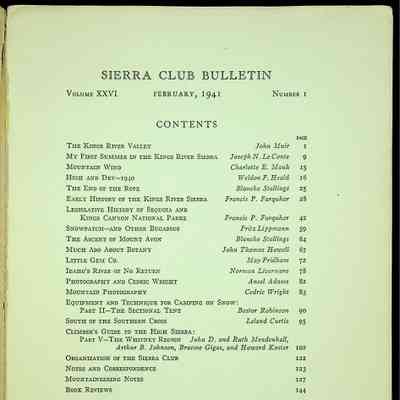 SIERRA CLUB BULLETIN
VOLUME XXVI FEBRUARY, 1941 NUMBER 1
CONTENTS
PAGE
THE KINGS RIVER VALLEY John Muir 1
MY FIRST SUMMER IN THE KINGS RIVER SIERRA Joseph N. Le Conte 9
MOUNTAIN WIND Charlotte E. Mauk 15
HIGH AND DRY—1940 Weldon F. Heald 16
THE END OF THE ROPE Blanche Stallings 25
EARLY HISTORY OF THE KINGS RIVER SIERRA Francis P. Farquhar 28
LEGISLATIVE HISTORY OF SEQUOIA AND
KINGS CANYON NATIONAL PARKS Francis P. Farquhar 42
SNOWPATCH—AND OTHER BUGABOOS Fritz Lippmann 59
THE ASCENT OF MOUNT AVON Blanche Stallings 64
MUCH ADO ABOUT BOTANY John Thomas Howell 67
LITTLE GEM CO. May Pridham 72
IDAHO'S RIVER OF NO RETURN Norman Livermore 78
PHOTOGRAPHY AND CEDRIC WRIGHT Ansel Adams 82
MOUNTAIN PHOTOGRAPHY Cedric Wright 83
EQUIPMENT AND TECHNIQUE FOR CAMPING ON SNOW:
PART II—THE SECTIONAL TENT Bestor Robinson 90
SOUTH OF THE SOUTHERN CROSS Leland Curtis 95
CLIMBER'S GUIDE TO THE HIGH SIERRA:
PART V—THE WHITNEY REGION John D. and Ruth Mendenhall,
Arthur B. Johnson, Braeme Gigas, and Howard Koster 102
ORGANIZATION OF THE SIERRA CLUB 122
NOTES AND CORRESPONDENCE 123
MOUNTAINEERING NOTES 127
BOOK REVIEWS 144